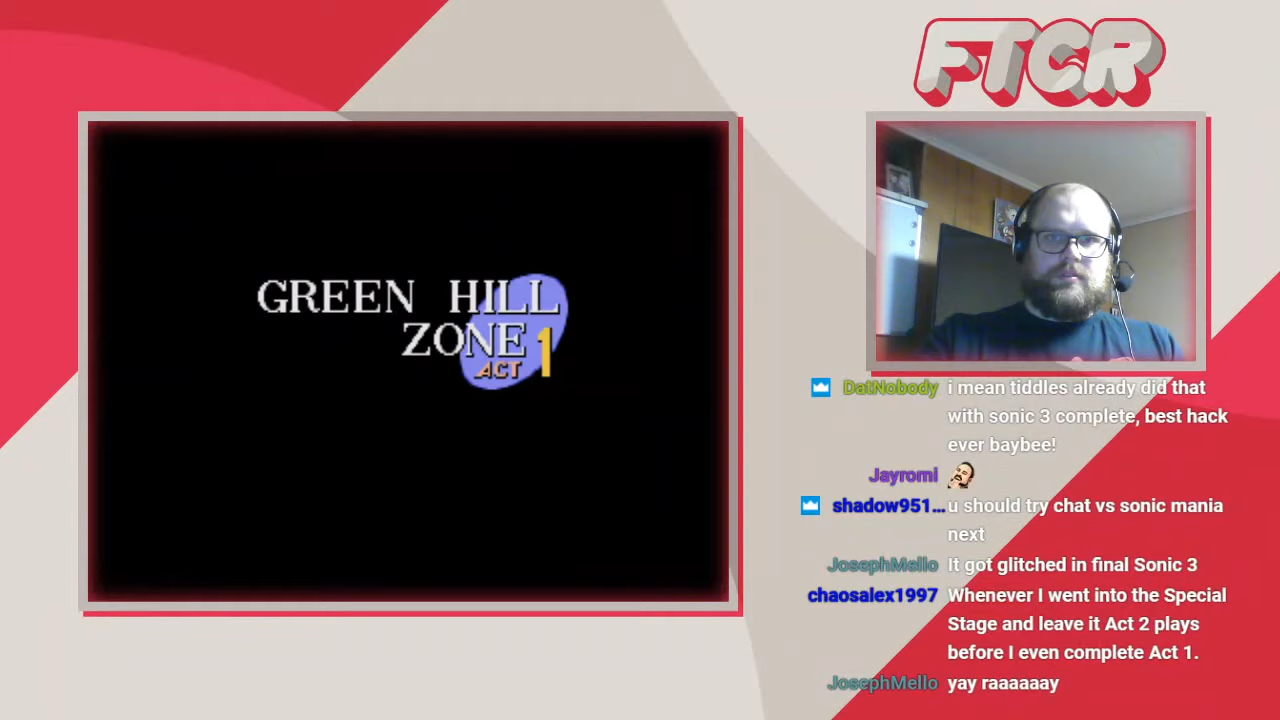 FTCR
GREEN HILL
ZONE
ACT 1
DatNobody i mean tiddles already did that
with sonic 3 complete, best hack
ever baybee!
Jayromi
shadow951... u should try chat vs sonic mania
next
JosephMello It got glitched in final Sonic 3
chaosalex1997 Whenever I went into the Special
Stage and leave it Act 2 plays
before I even complete Act 1.
JosephMello yay raaaaaay